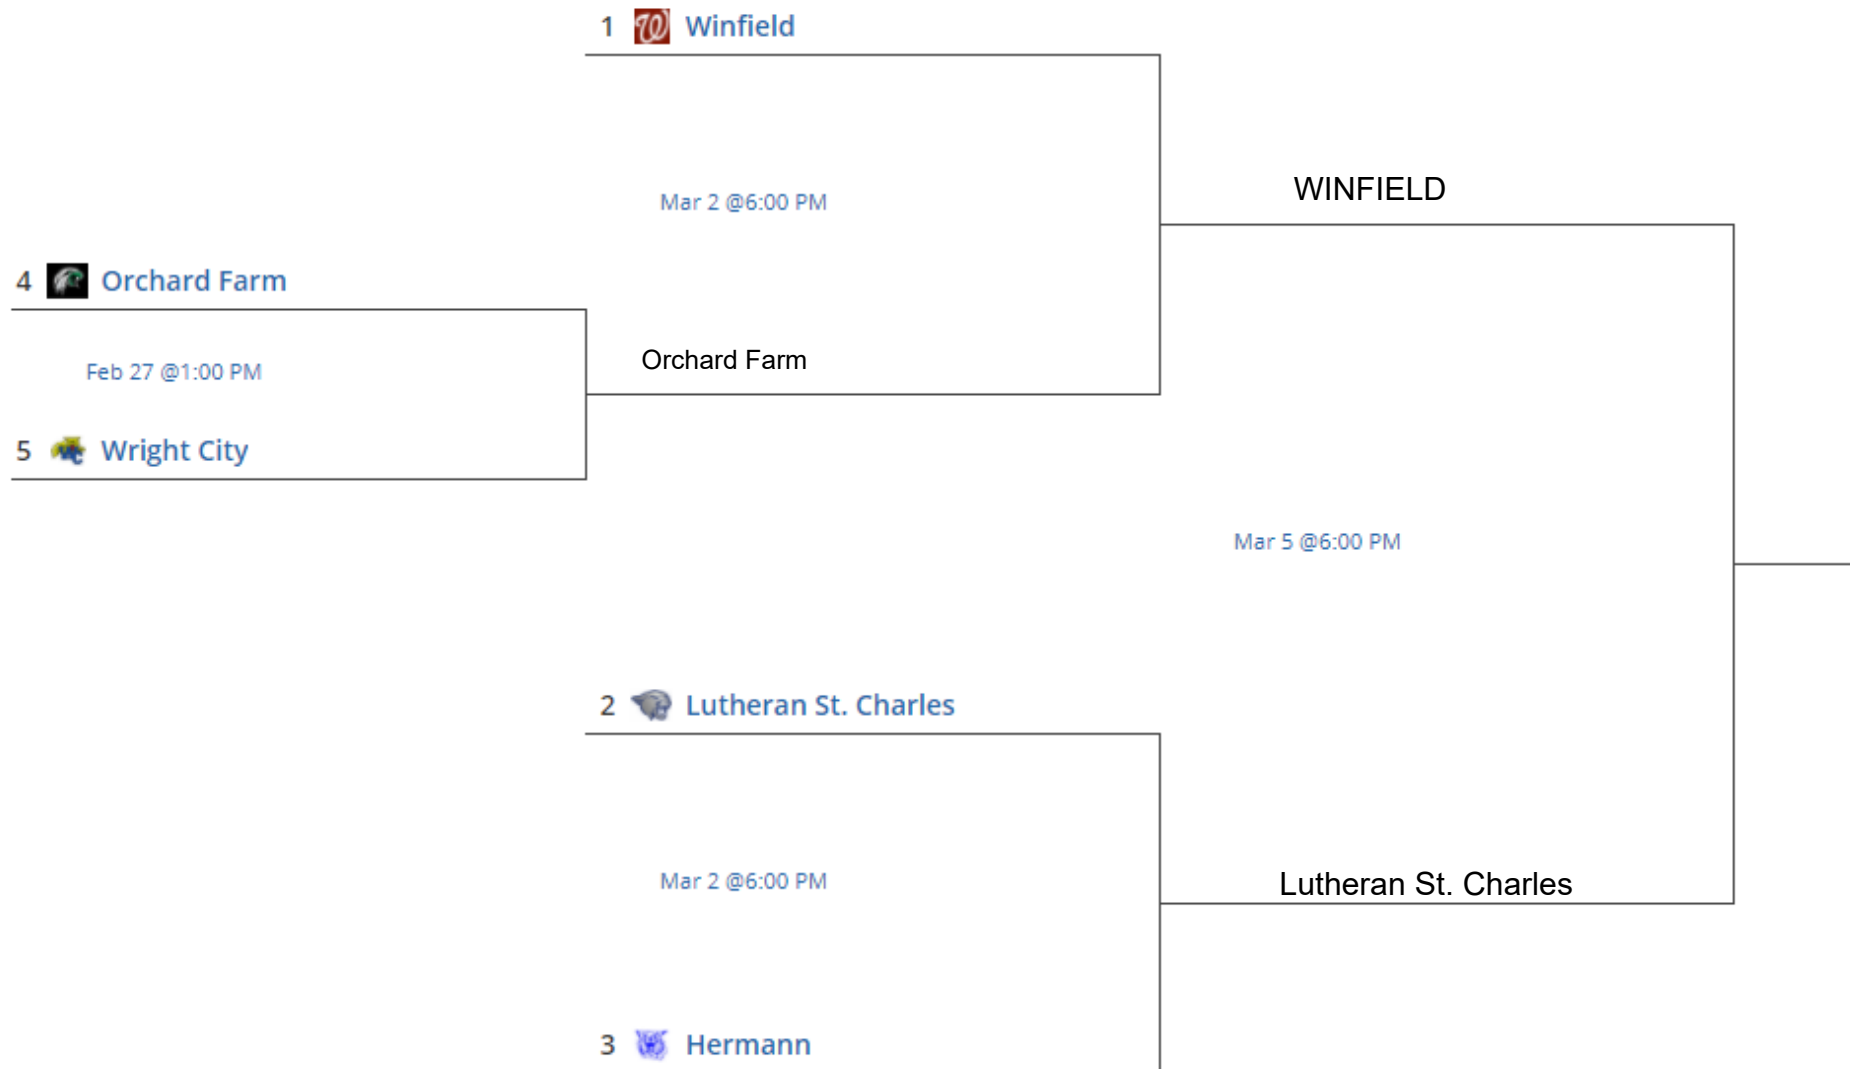 1 Winfield
Mar 2 @6:00 PM
WINFIELD
4 Orchard Farm
Orchard Farm
Feb 27 @1:00 PM
5 Wright City
Mar 5 @6:00 PM
2 Lutheran St. Charles
Mar 2 @6:00 PM
Lutheran St. Charles
3 Hermann